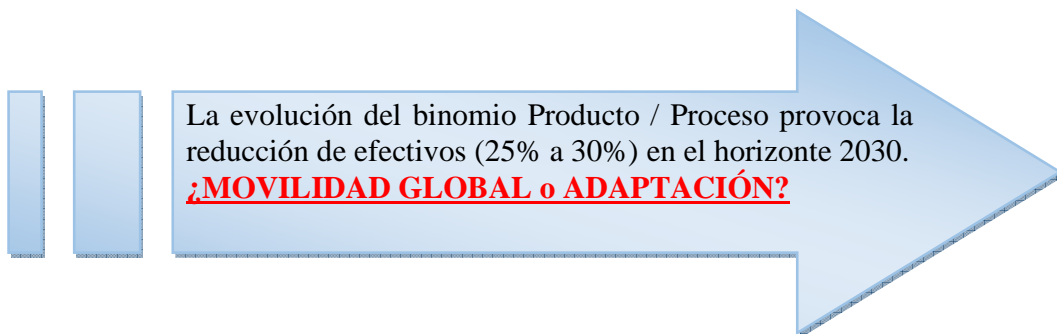 La evolución del binomio Producto / Proceso provoca la
reducción de efectivos (25% a 30%) en el horizonte 2030.
¿MOVILIDAD GLOBAL o ADAPTACIÓN?